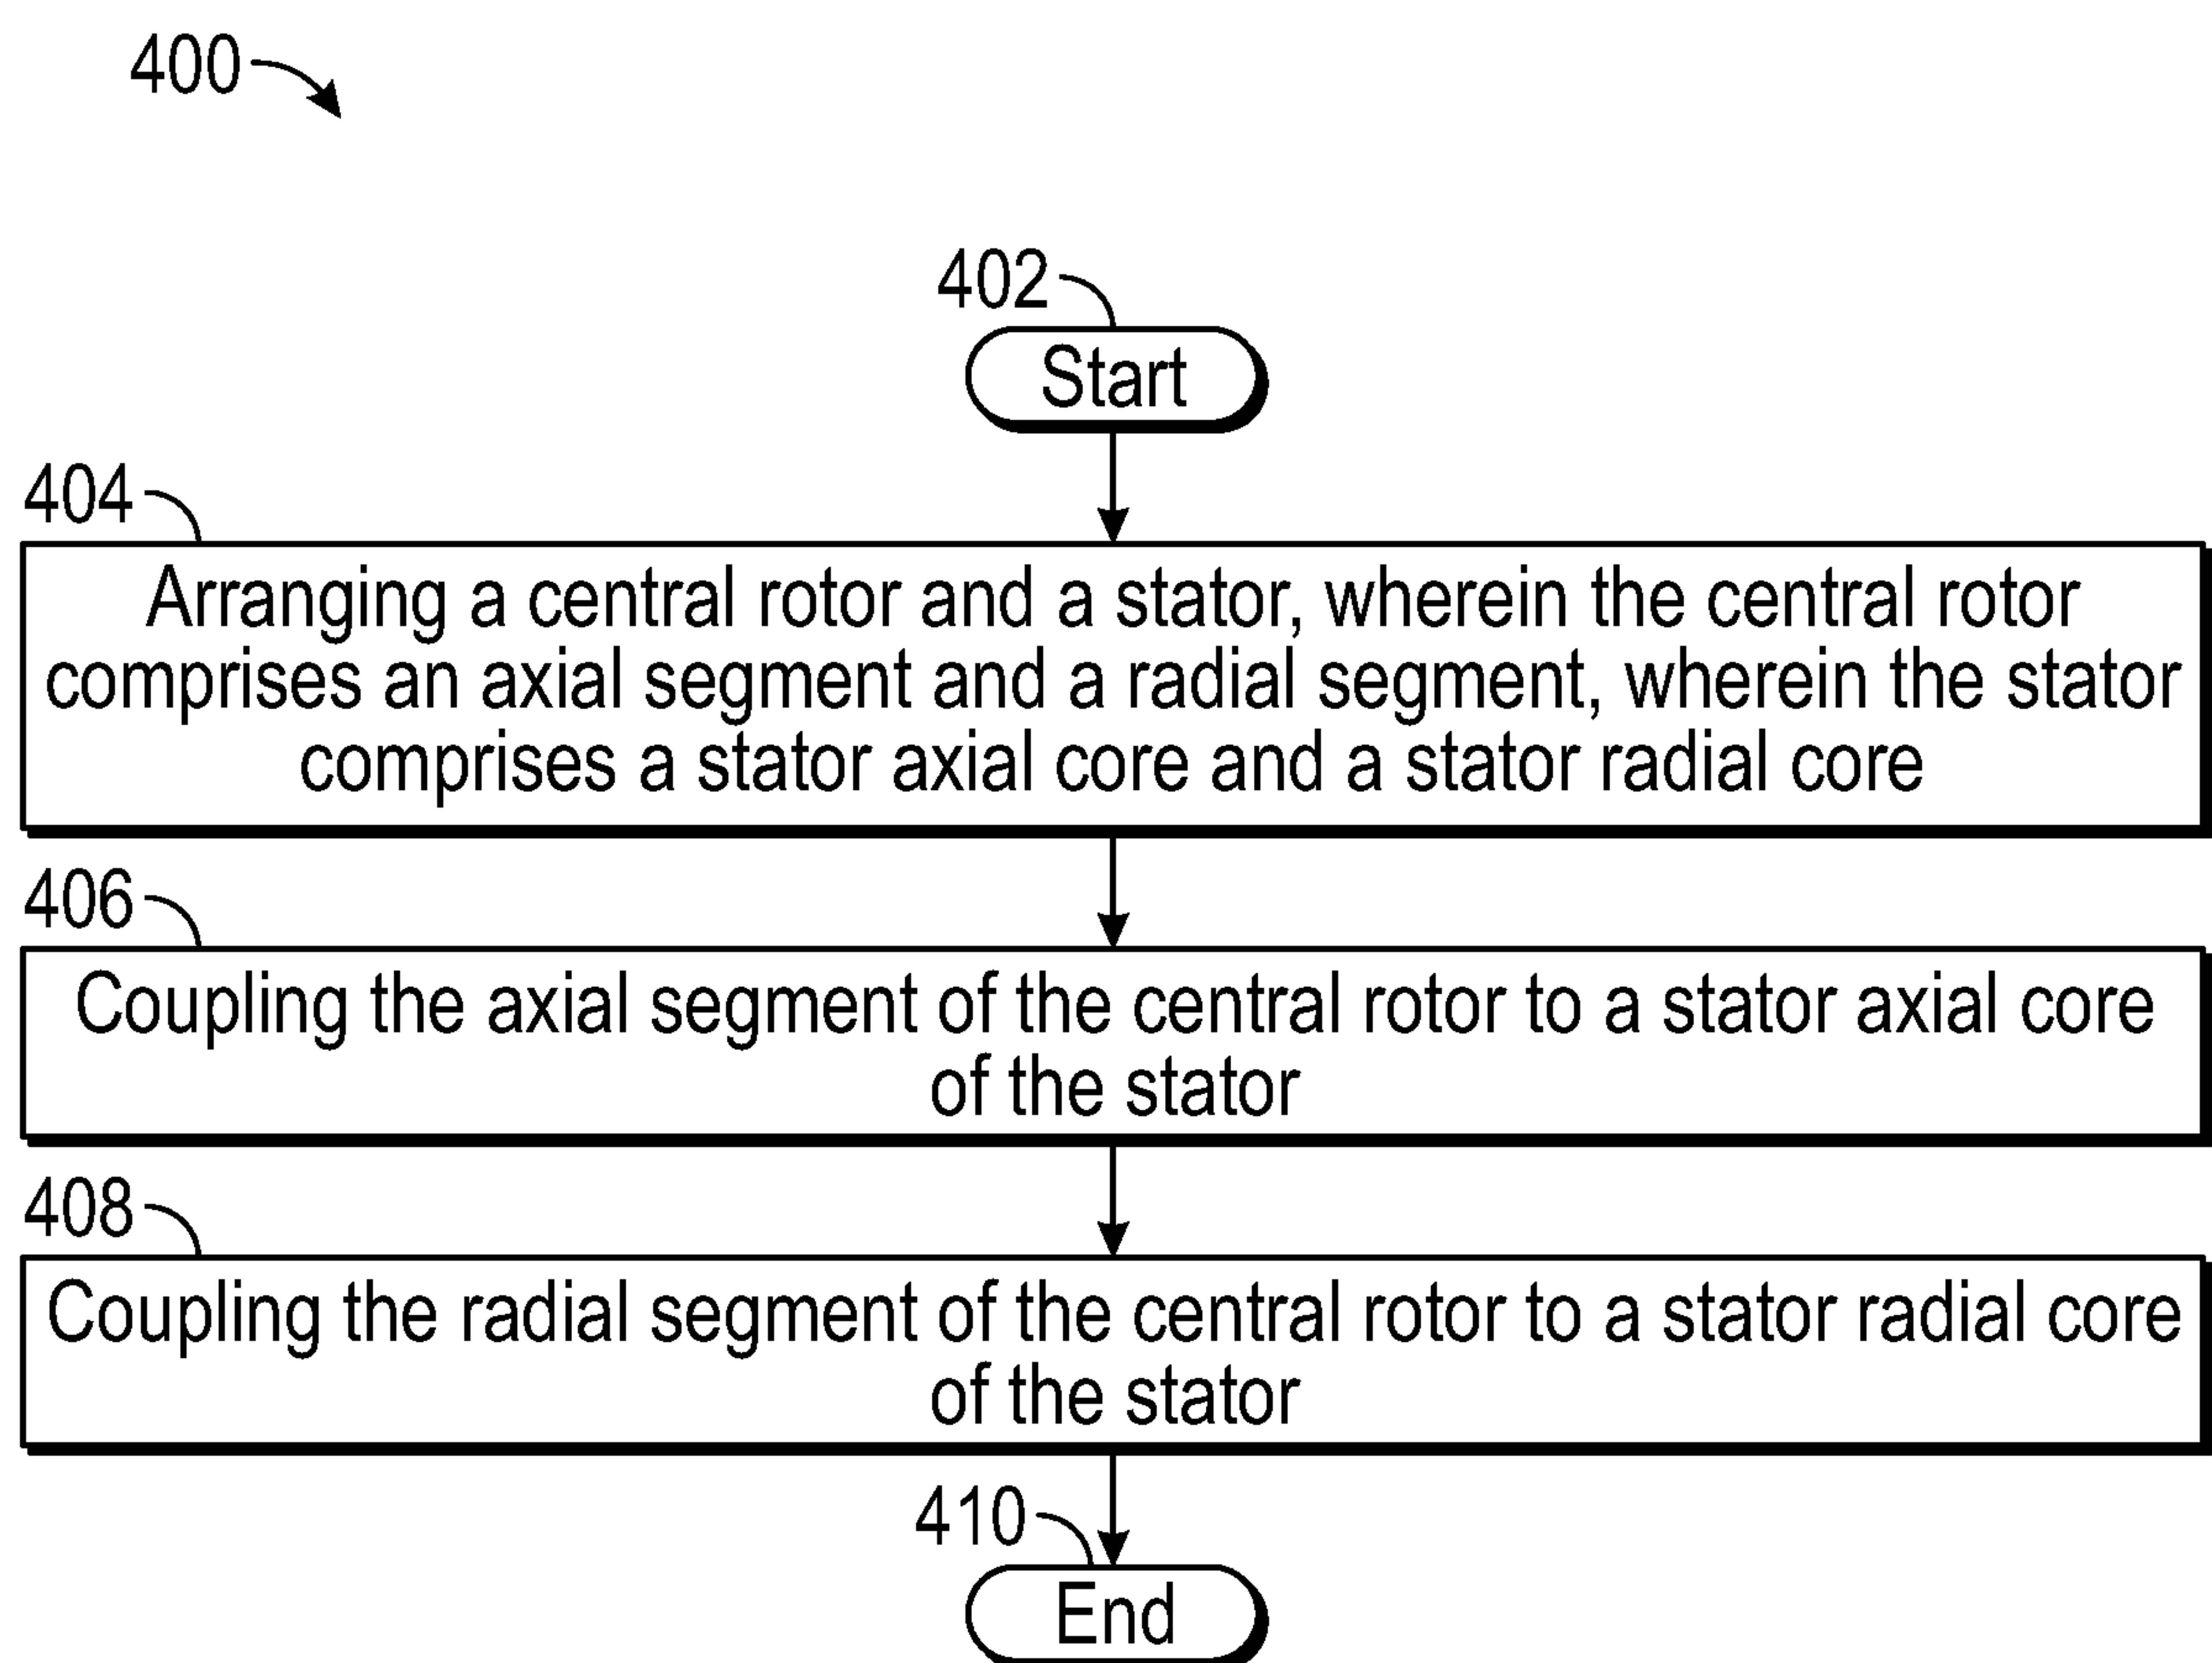 400
402
Start
404
Arranging a central rotor and a stator, wherein the central rotor
comprises an axial segment and a radial segment, wherein the stator
comprises a stator axial core and a stator radial core
406
Coupling the axial segment of the central rotor to a stator axial core
of the stator
408
Coupling the radial segment of the central rotor to a stator radial core
of the stator
410
End